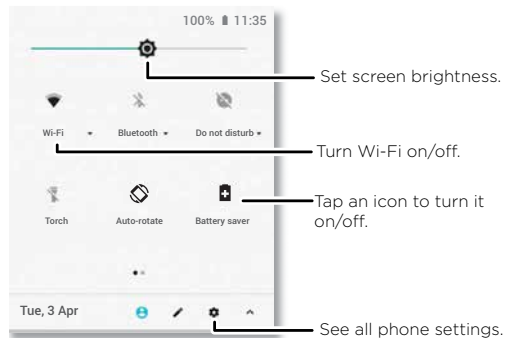 100% 11:35
Set screen brightness.
Wi-Fi Bluetooth Do not disturb
Turn Wi-Fi on/off.
Tap an icon to turn it
on/off.
Torch Auto-rotate Battery saver
Tue, 3 Apr
See all phone settings.